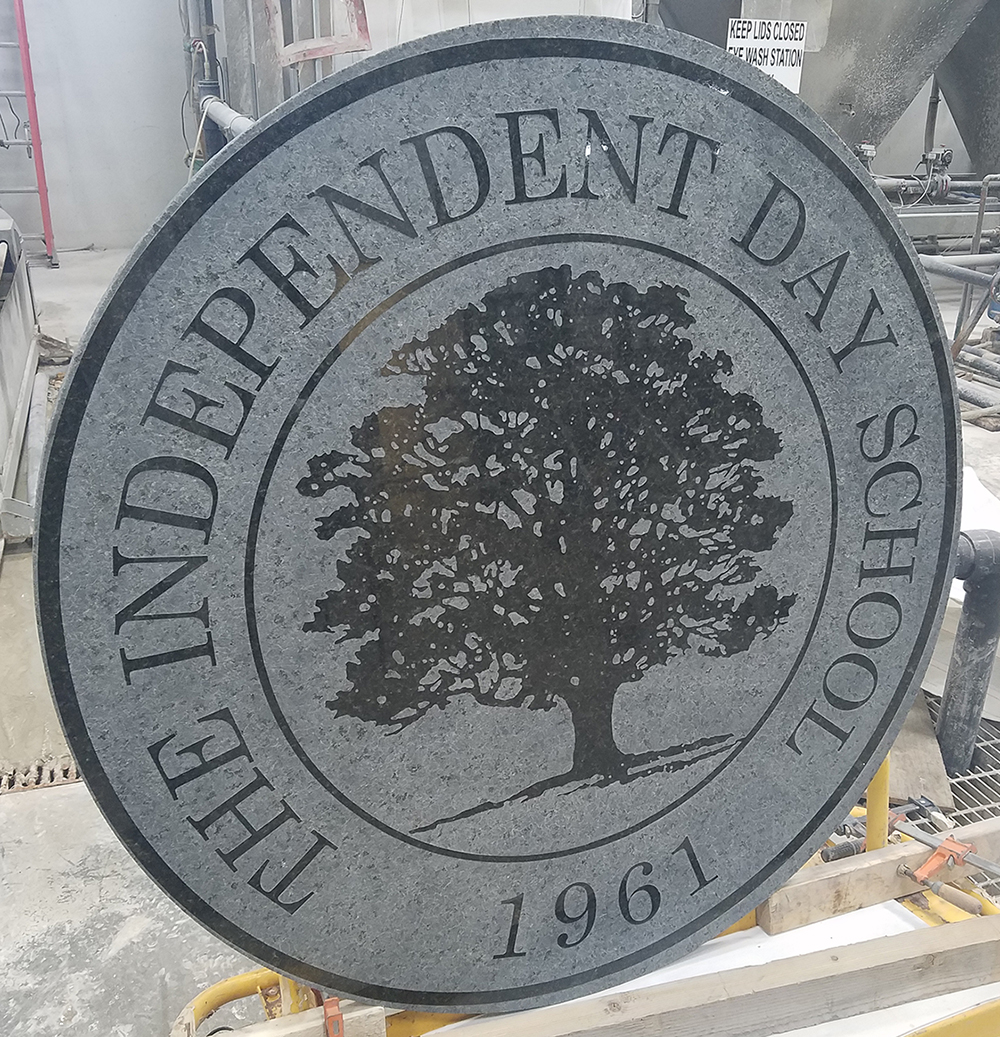 KEEP LIDS CLOSED
EYE WASH STATION
THE INDEPENDENT DAY SCHOOL
1961